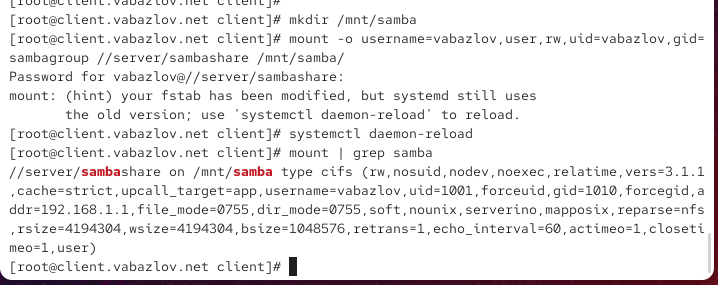 [root@client.vabazlov.net client]#
[root@client.vabazlov.net client]# mkdir /mnt/samba
[root@client.vabazlov.net client]# mount -o username=vabazlov,user,rw,uid=vabazlov,gid=
sambagroup //server/sambashare /mnt/samba/
Password for vabazlov@//server/sambashare:
mount: (hint) your fstab has been modified, but systemd still uses
       the old version; use 'systemctl daemon-reload' to reload.
[root@client.vabazlov.net client]# systemctl daemon-reload
[root@client.vabazlov.net client]# mount | grep samba
//server/sambashare on /mnt/samba type cifs (rw,nosuid,nodev,noexec,relatime,vers=3.1.1
,cache=strict,upcall_target=app,username=vabazlov,uid=1001,forceuid,gid=1010,forcegid,a
ddr=192.168.1.1,file_mode=0755,dir_mode=0755,soft,nounix,serverino,mapposix,reparse=nfs
,rsize=4194304,wsize=4194304,bsize=1048576,retrans=1,echo_interval=60,actimeo=1,closeti
meo=1,user)
[root@client.vabazlov.net client]#